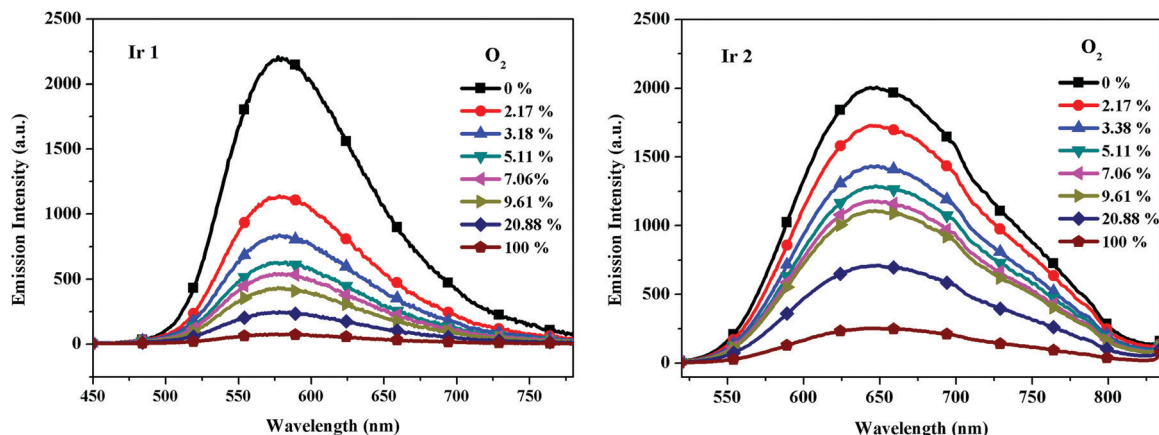 Ir 1
O2
0 %
2.17 %
3.18 %
5.11 %
7.06%
9.61 %
20.88 %
100 %
Emission Intensity (a.u.)
2500
2000
1500
1000
500
0
450 500 550 600 650 700 750
Wavelength (nm)
Ir 2
O2
0 %
2.17 %
3.38 %
5.11 %
7.06 %
9.61 %
20.88 %
100 %
Emission Intensity (a.u.)
2500
2000
1500
1000
500
0
550 600 650 700 750 800
Wavelength (nm)